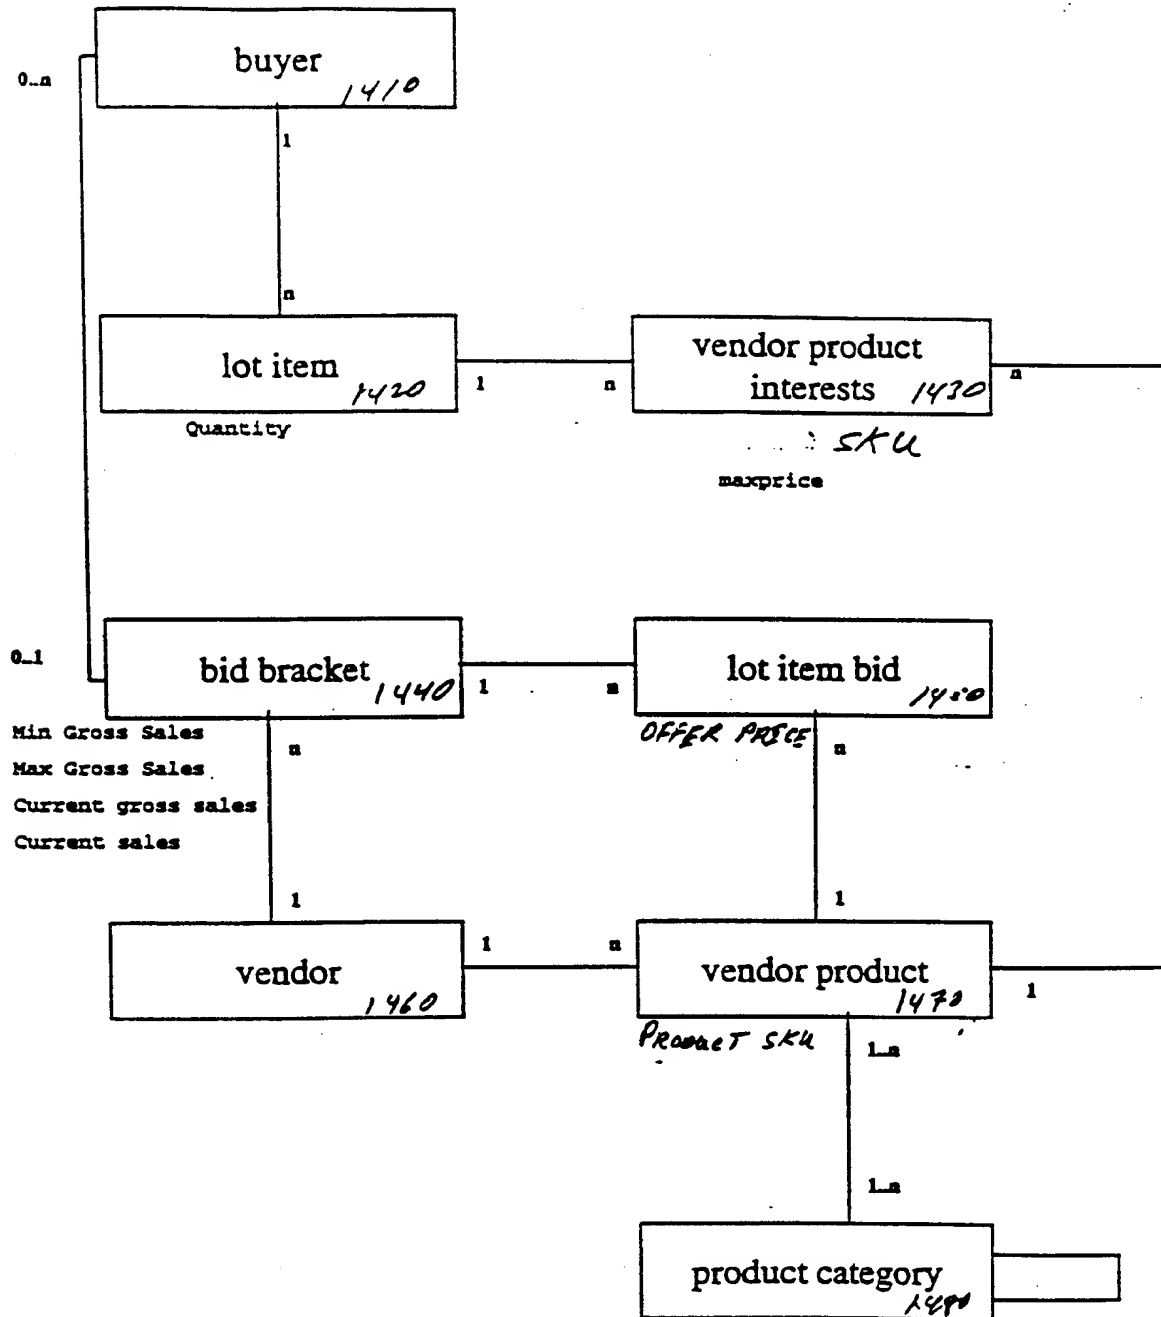 buyer
1410
0..n
1
n
lot item
1420
1
n
vendor product
interests 1430
n
Quantity
SKU
maxprice
0..1
bid bracket
1440
1
n
lot item bid
Min Gross Sales
Max Gross Sales
Current gross sales
Current sales
n
OFFER PRICE
n
1
1
vendor
1460
1
n
vendor product
1470
1
PRODUCT SKU
1..n
1..n
product category
1480